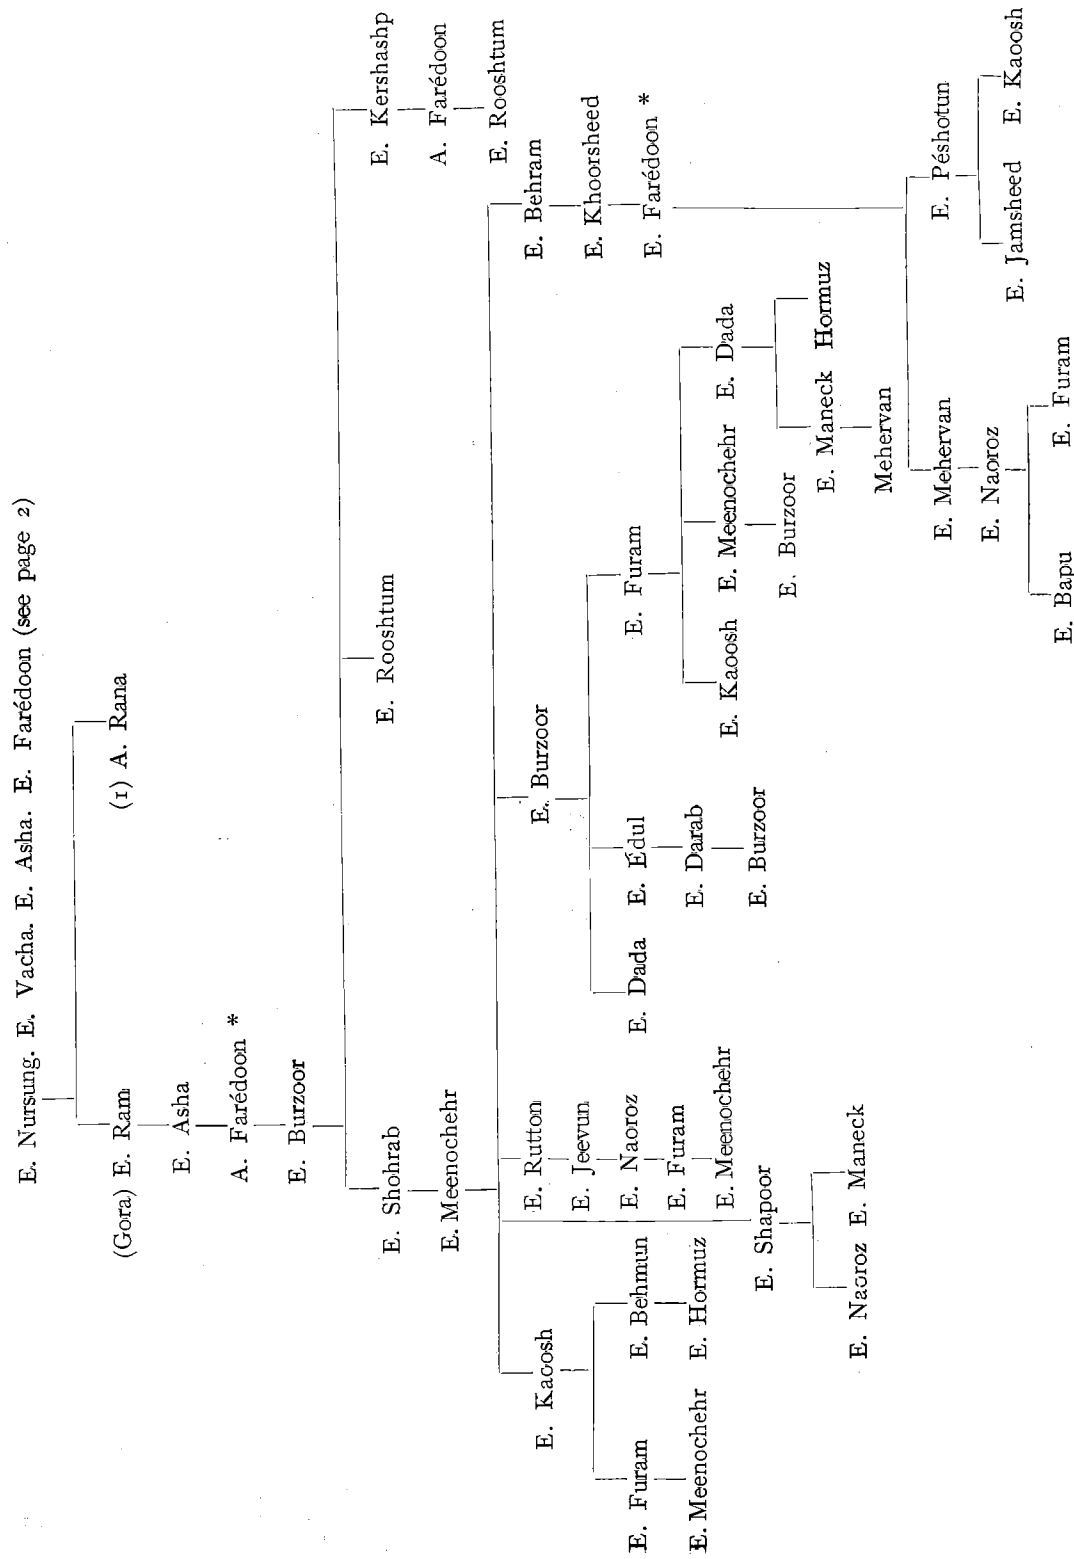 E. Nursung. E. Vacha. E. Asha. E. Farédoon (see page 2)
(Gora) E. Ram (1) A. Rana
E. Asha
A. Farédoon *
E. Burzoor
E. Shohrab E. Rooshtum E. Kershashp
E. Meenochehr A. Farédoon
E. Rooshtum
E. Kaoosh E. Rutton E. Burzoor E. Behram
E. Jeevun E. Khoorsheed
E. Furam E. Behmun E. Naoroz E. Dada E. Édul E. Furam E. Farédoon *
E. Meenochehr E. Hormuz E. Furam E. Darab
E. Meenochehr E. Kaoosh E. Meenochehr E. Dada
E. Shapoor E. Burzoor E. Burzoor
E. Maneck Hormuz
E. Naoroz E. Maneck Mehervan
E. Mehervan E. Péshotun
E. Naoroz
E. Jamsheed E. Kaoosh
E. Bapu E. Furam